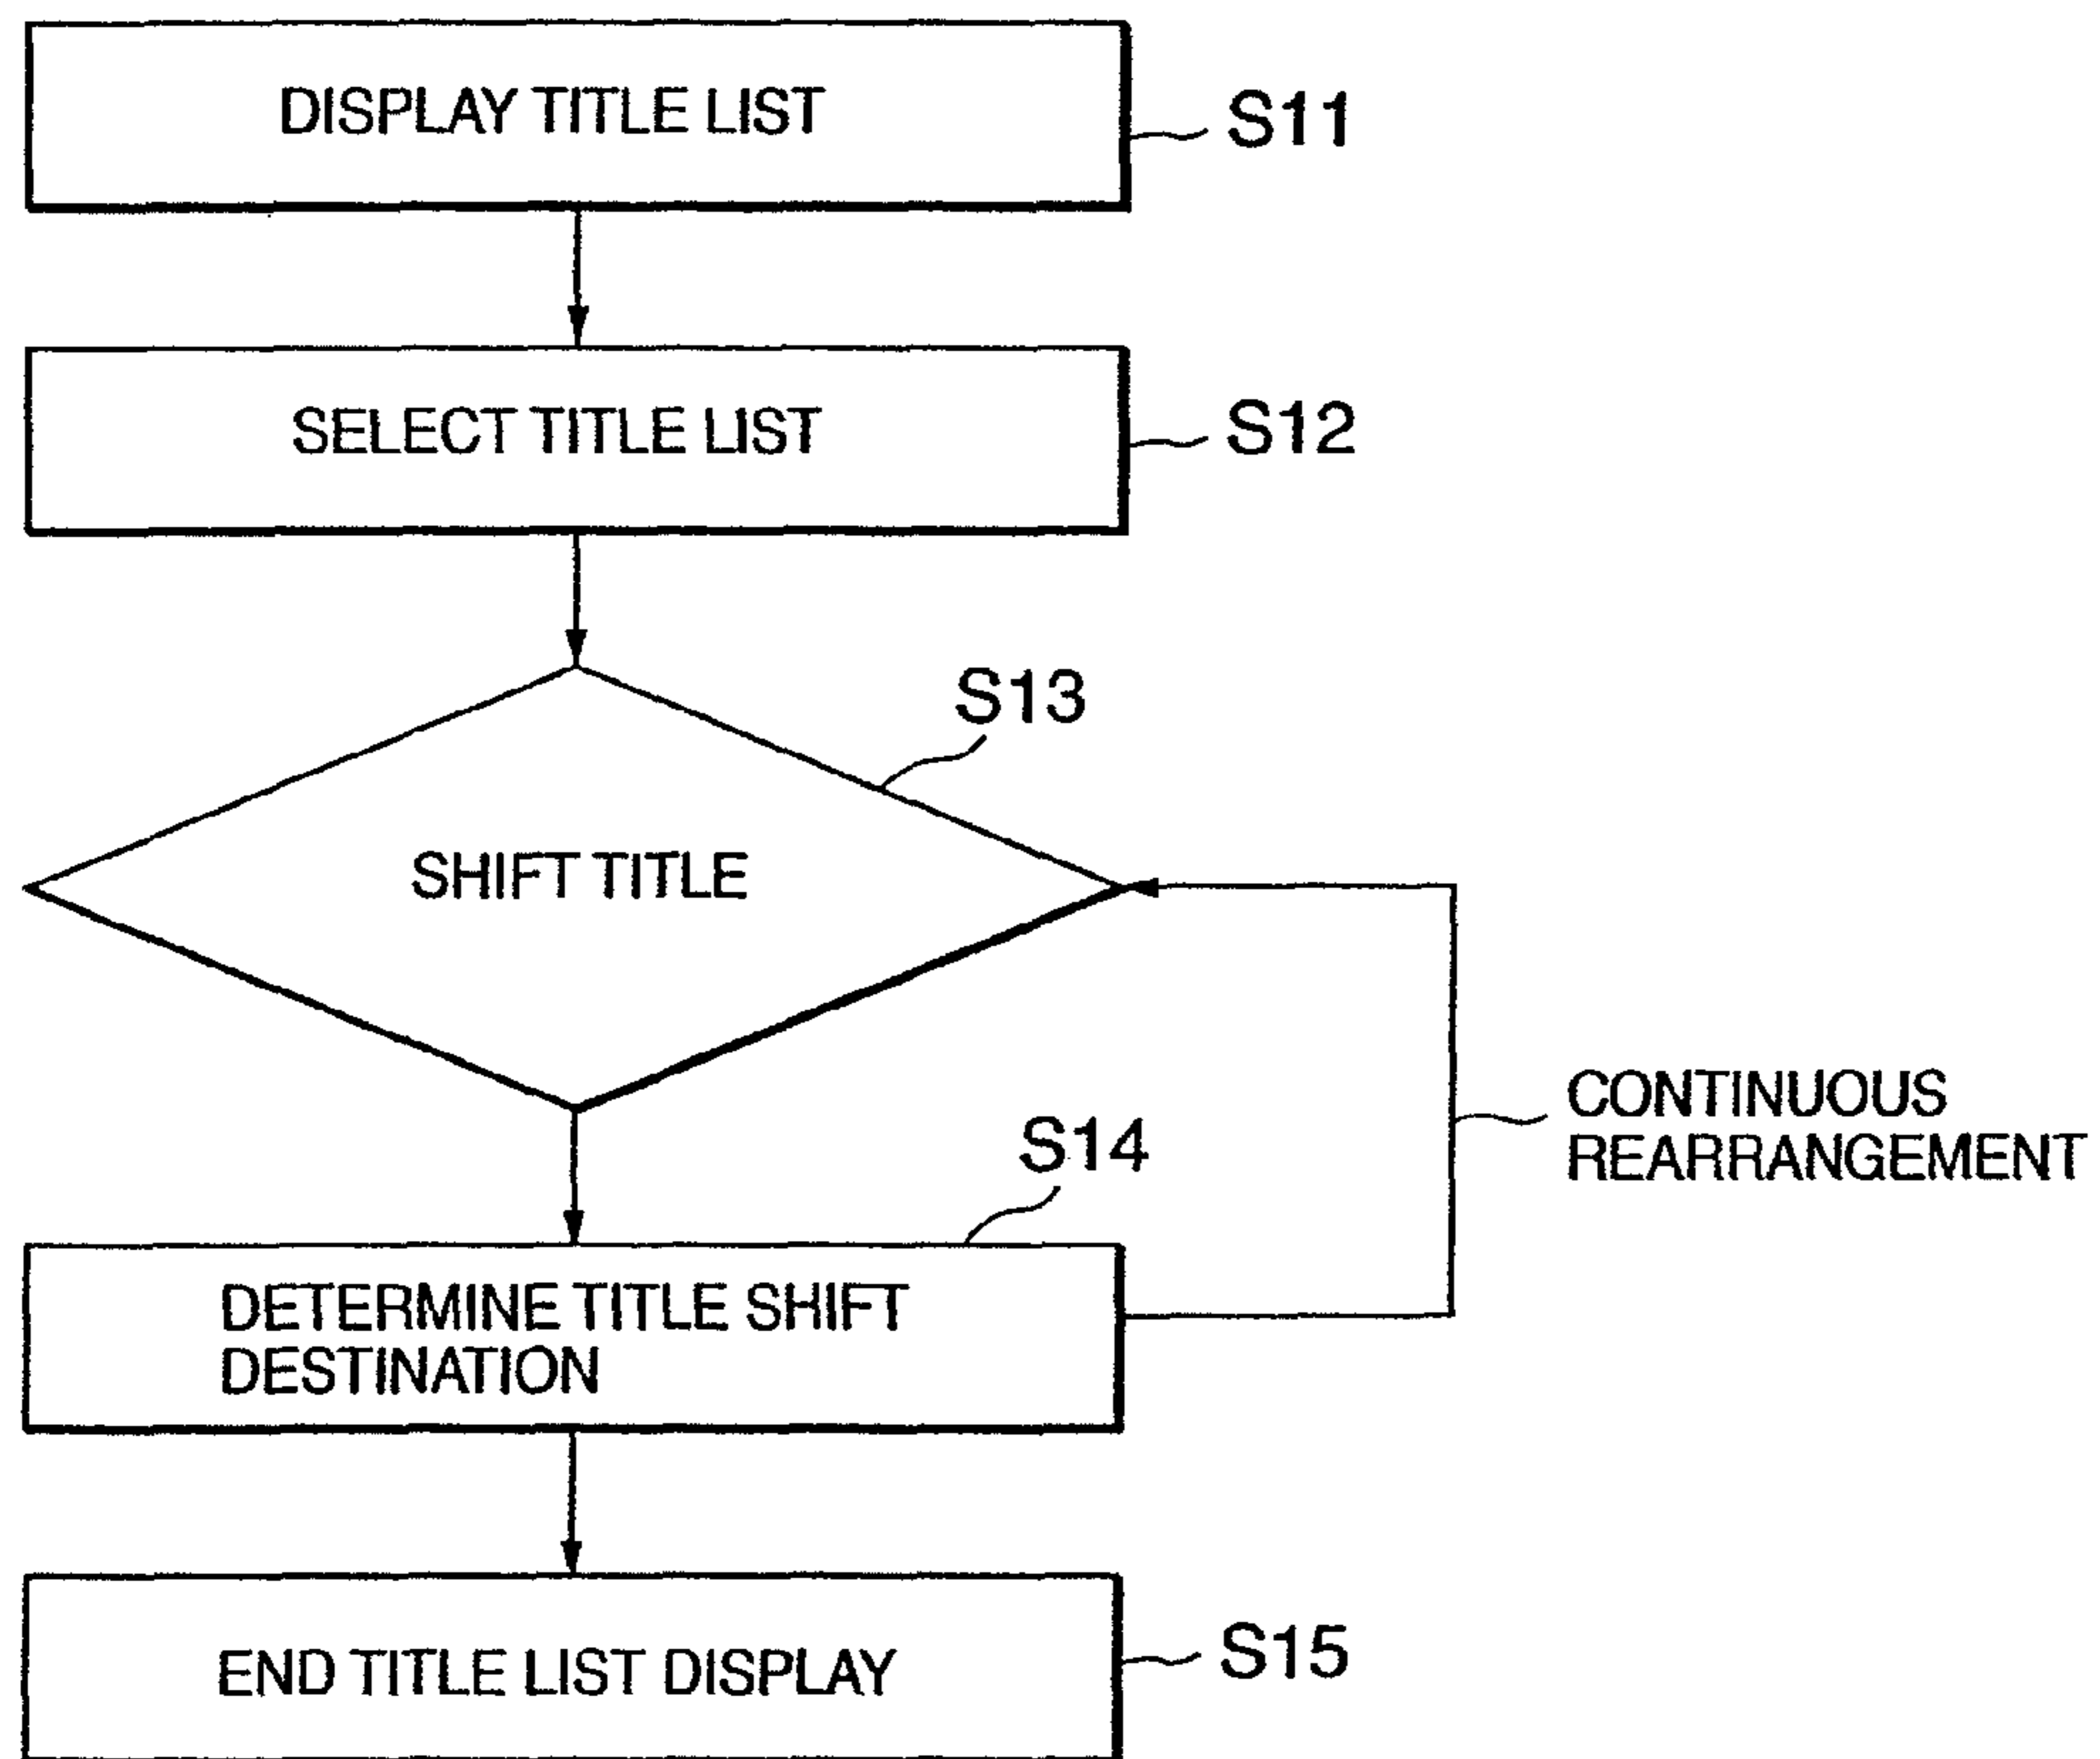 DISPLAY TITLE LIST
S11
SELECT TITLE LIST
S12
S13
SHIFT TITLE
CONTINUOUS
REARRANGEMENT
S14
DETERMINE TITLE SHIFT
DESTINATION
END TITLE LIST DISPLAY
S15